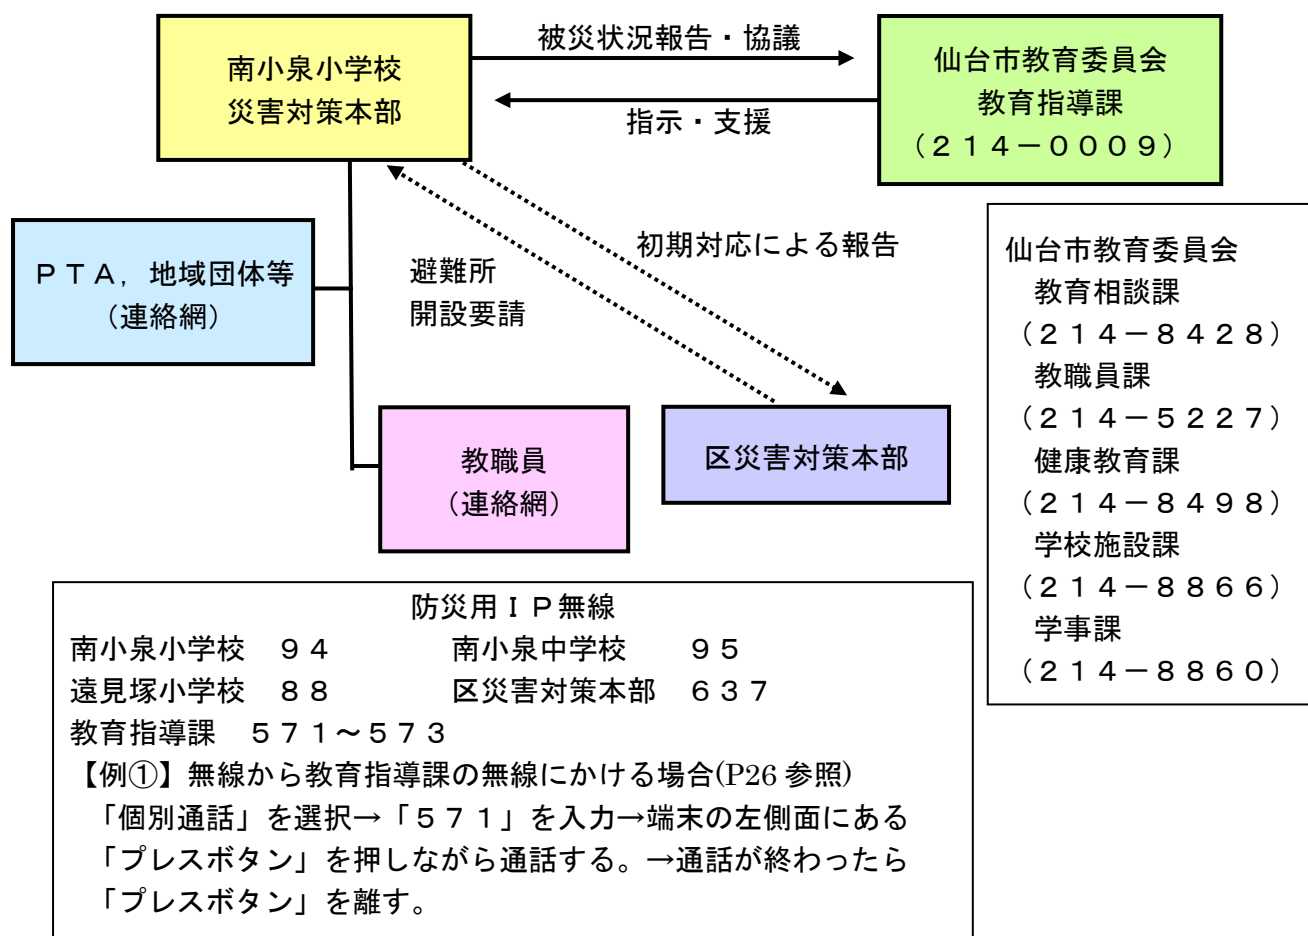 南小泉小学校
災害対策本部
被災状況報告・協議
指示・支援
仙台市教育委員会
教育指導課
（２１４－０００９）
ＰＴＡ，地域団体等
（連絡網）
避難所
開設要請
初期対応による報告
教職員
（連絡網）
区災害対策本部
仙台市教育委員会
教育相談課
（２１４－８４２８）
教職員課
（２１４－５２２７）
健康教育課
（２１４－８４９８）
学校施設課
（２１４－８８６６）
学事課
（２１４－８８６０）
防災用ＩＰ無線
南小泉小学校　９４　南小泉中学校　９５
遠見塚小学校　８８　区災害対策本部　６３７
教育指導課　５７１～５７３
【例①】無線から教育指導課の無線にかける場合(P26 参照)
「個別通話」を選択→「５７１」を入力→端末の左側面にある
「プレスボタン」を押しながら通話する。→通話が終わったら
「プレスボタン」を離す。